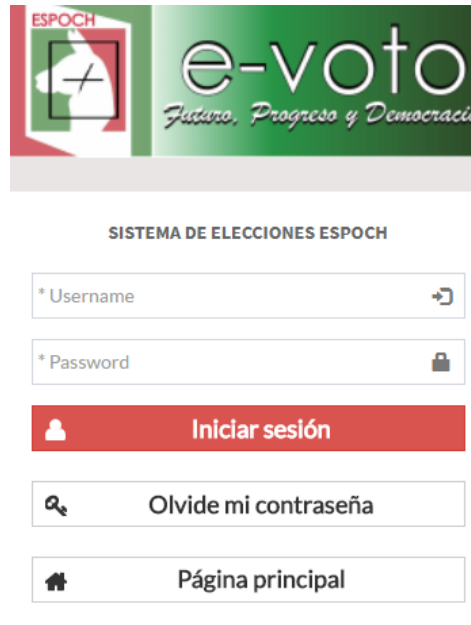 ESPOCH
e-voto
Futuro, Progreso y Democraci
SISTEMA DE ELECCIONES ESPOCH
* Username
* Password
Iniciar sesión
Olvide mi contraseña
Página principal